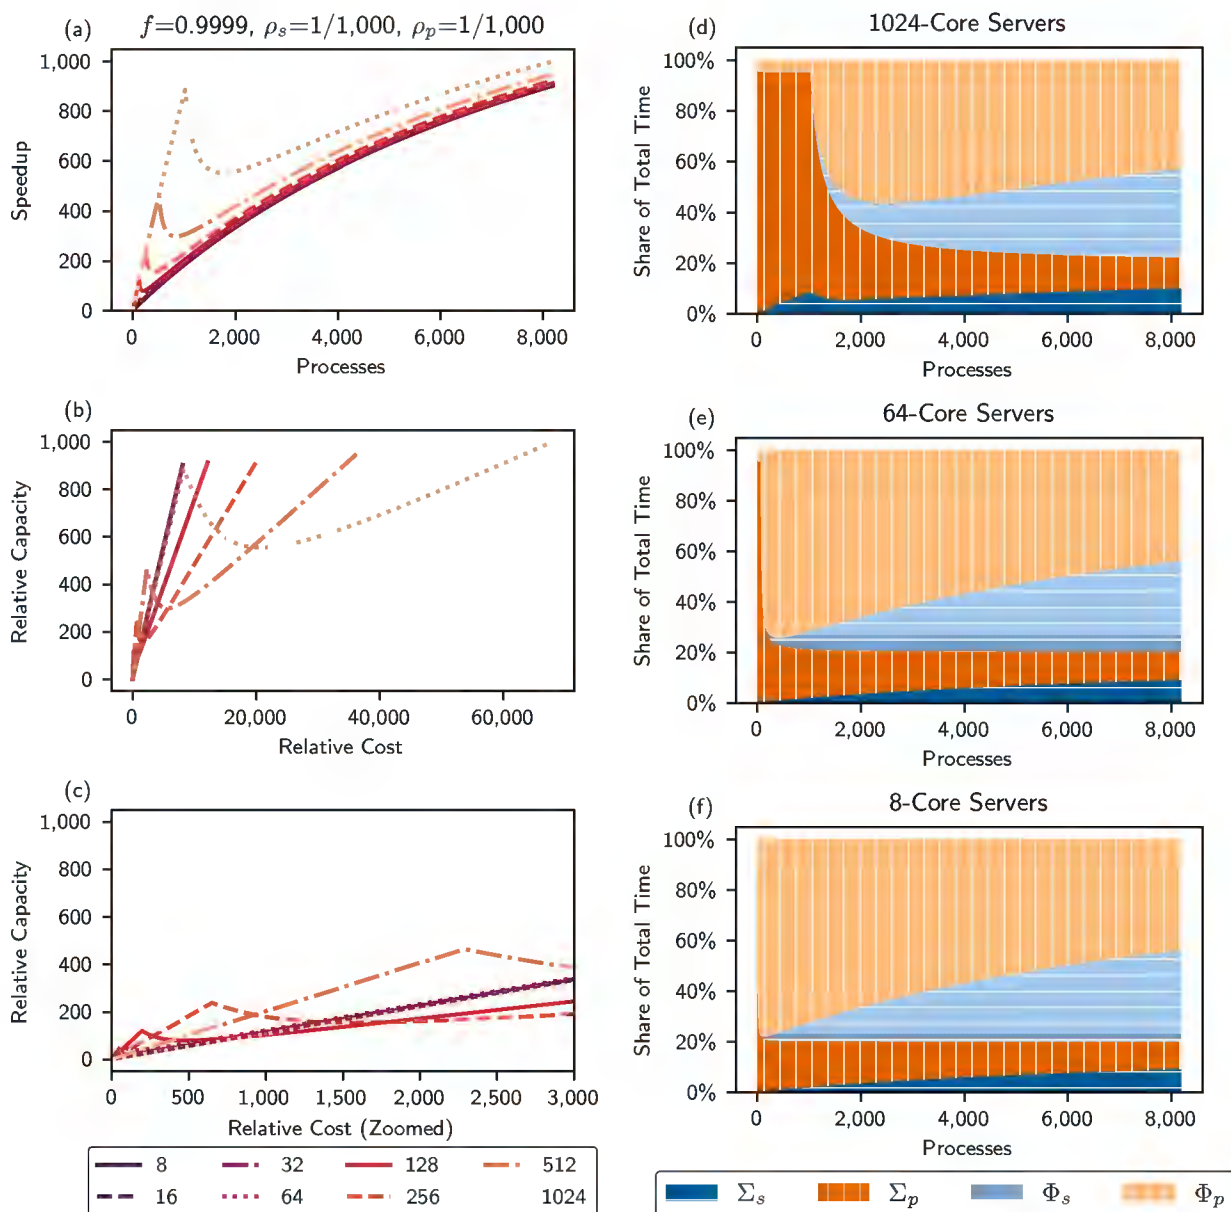 (a)
f=0.9999, ρs=1/1,000, ρp=1/1,000
1,000
800
600
400
200
0
Speedup
0 2,000 4,000 6,000 8,000
Processes
(b)
1,000
800
600
400
200
0
Relative Capacity
0 20,000 40,000 60,000
Relative Cost
(c)
1,000
800
600
400
200
0
Relative Capacity
0 500 1,000 1,500 2,000 2,500 3,000
Relative Cost (Zoomed)
8 32 128 512
16 64 256 1024
(d)
1024-Core Servers
100%
80%
60%
40%
20%
0%
Share of Total Time
0 2,000 4,000 6,000 8,000
Processes
(e)
64-Core Servers
100%
80%
60%
40%
20%
0%
Share of Total Time
0 2,000 4,000 6,000 8,000
Processes
(f)
8-Core Servers
100%
80%
60%
40%
20%
0%
Share of Total Time
0 2,000 4,000 6,000 8,000
Processes
Σs Σp Φs Φp